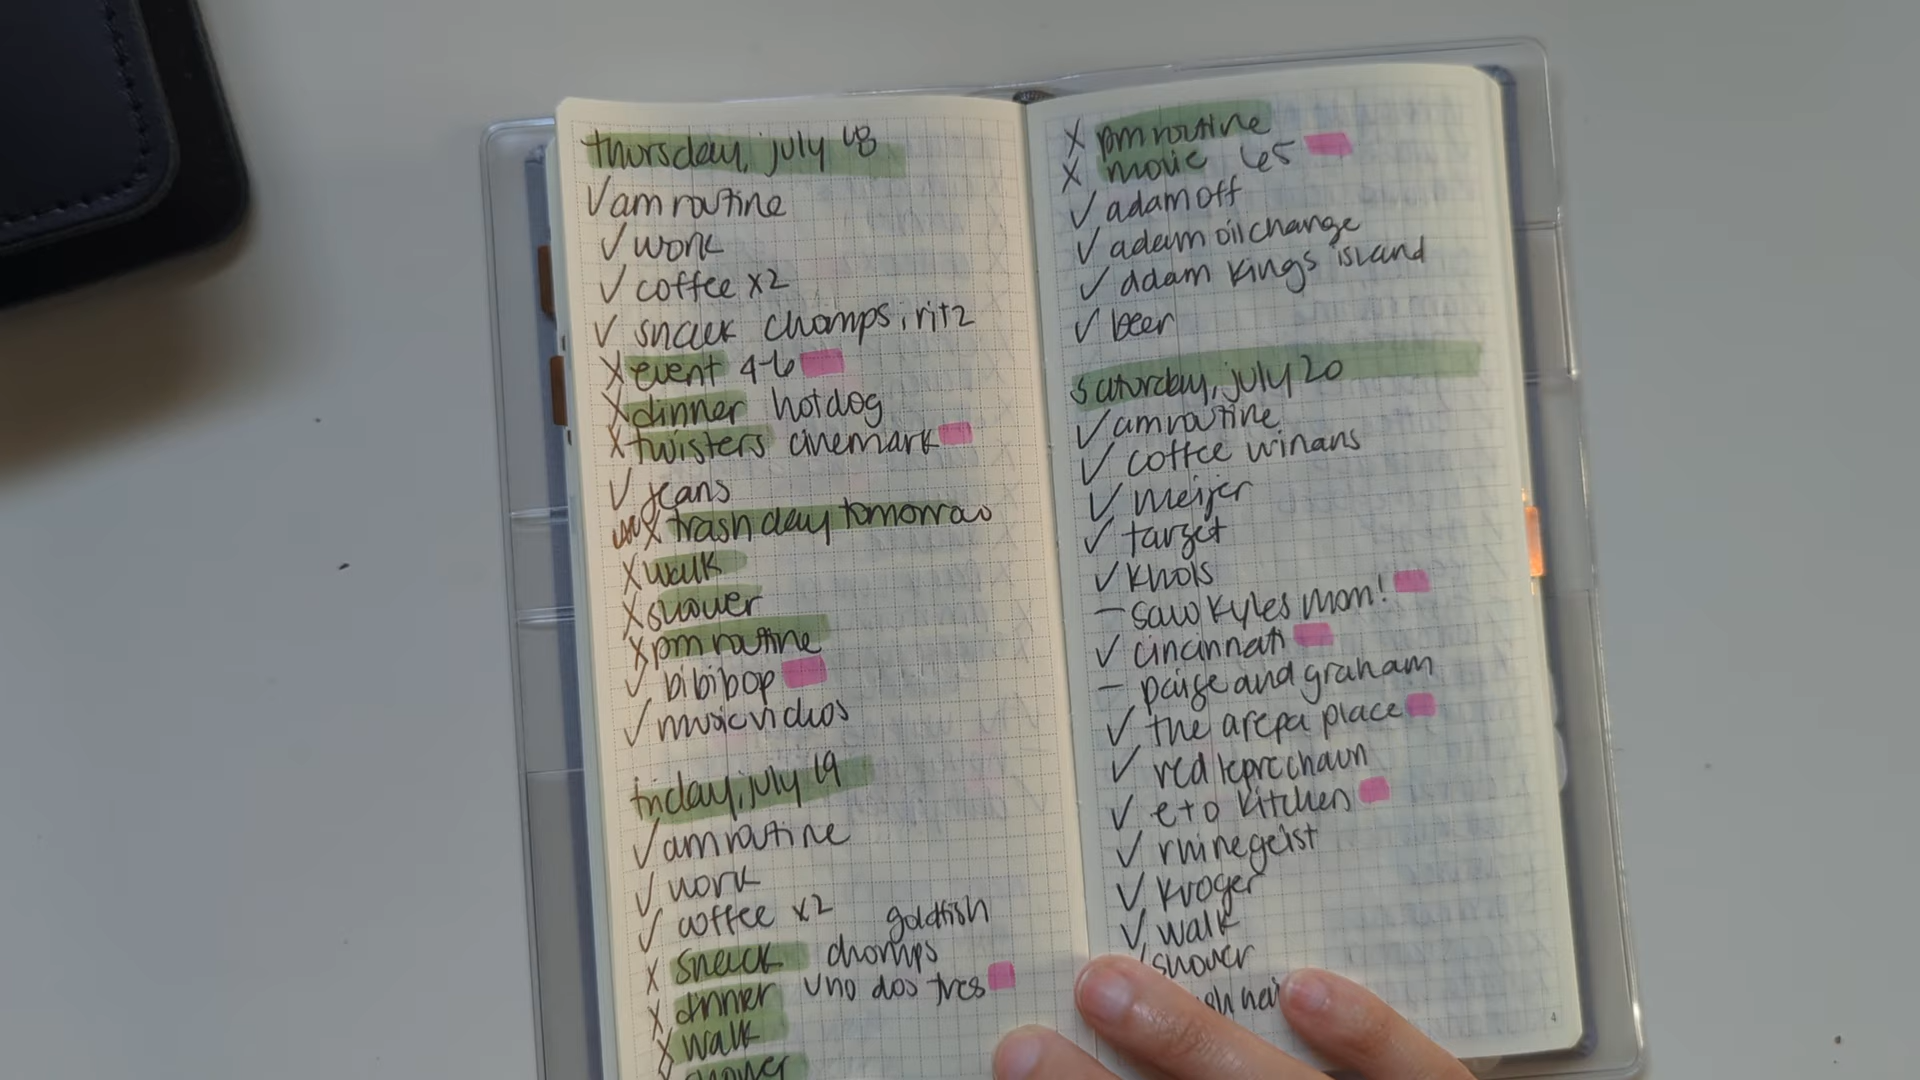 thursday, july 18
✓ am routine
✓ work
✓ coffee x2
✓ snack chomps, ritz
X event 4-6
X dinner hotdog
X twisters cinemark
✓ jeans
X trash day tomorrow
X walk
X shower
X pm routine
✓ bibibop
✓ music videos
friday, july 19
✓ am routine
✓ work
✓ coffee x2 goldfish
X snack chomps
X dinner uno dos tres
X walk
shower
X pm routine
X movie 65
✓ adam off
✓ adam oil change
✓ adam kings island
✓ beer
saturday, july 20
✓ am routine
✓ coffee winans
✓ meijer
✓ target
✓ khols
– saw kyles mom!
✓ cincinnati
– paige and graham
✓ the arepa place
✓ red leprechaun
✓ e+o kitchen
✓ rhinegeist
✓ kroger
✓ walk
✓ shower